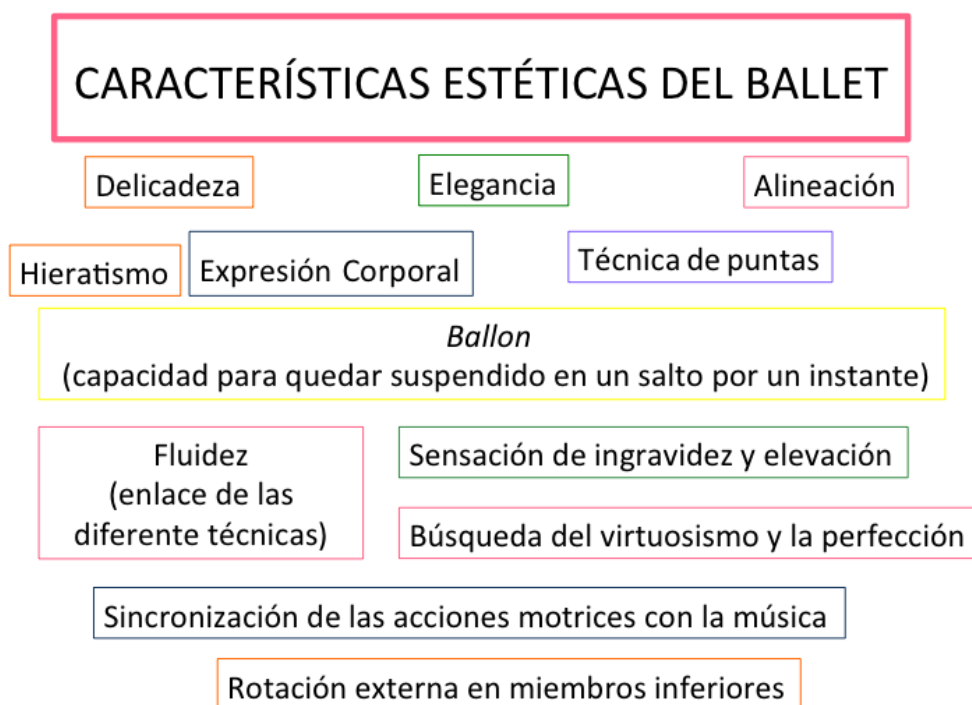 CARACTERÍSTICAS ESTÉTICAS DEL BALLET
Delicadeza
Elegancia
Alineación
Hieratismo
Expresión Corporal
Técnica de puntas
Ballon
(capacidad para quedar suspendido en un salto por un instante)
Fluidez
(enlace de las
diferente técnicas)
Sensación de ingravidez y elevación
Búsqueda del virtuosismo y la perfección
Sincronización de las acciones motrices con la música
Rotación externa en miembros inferiores